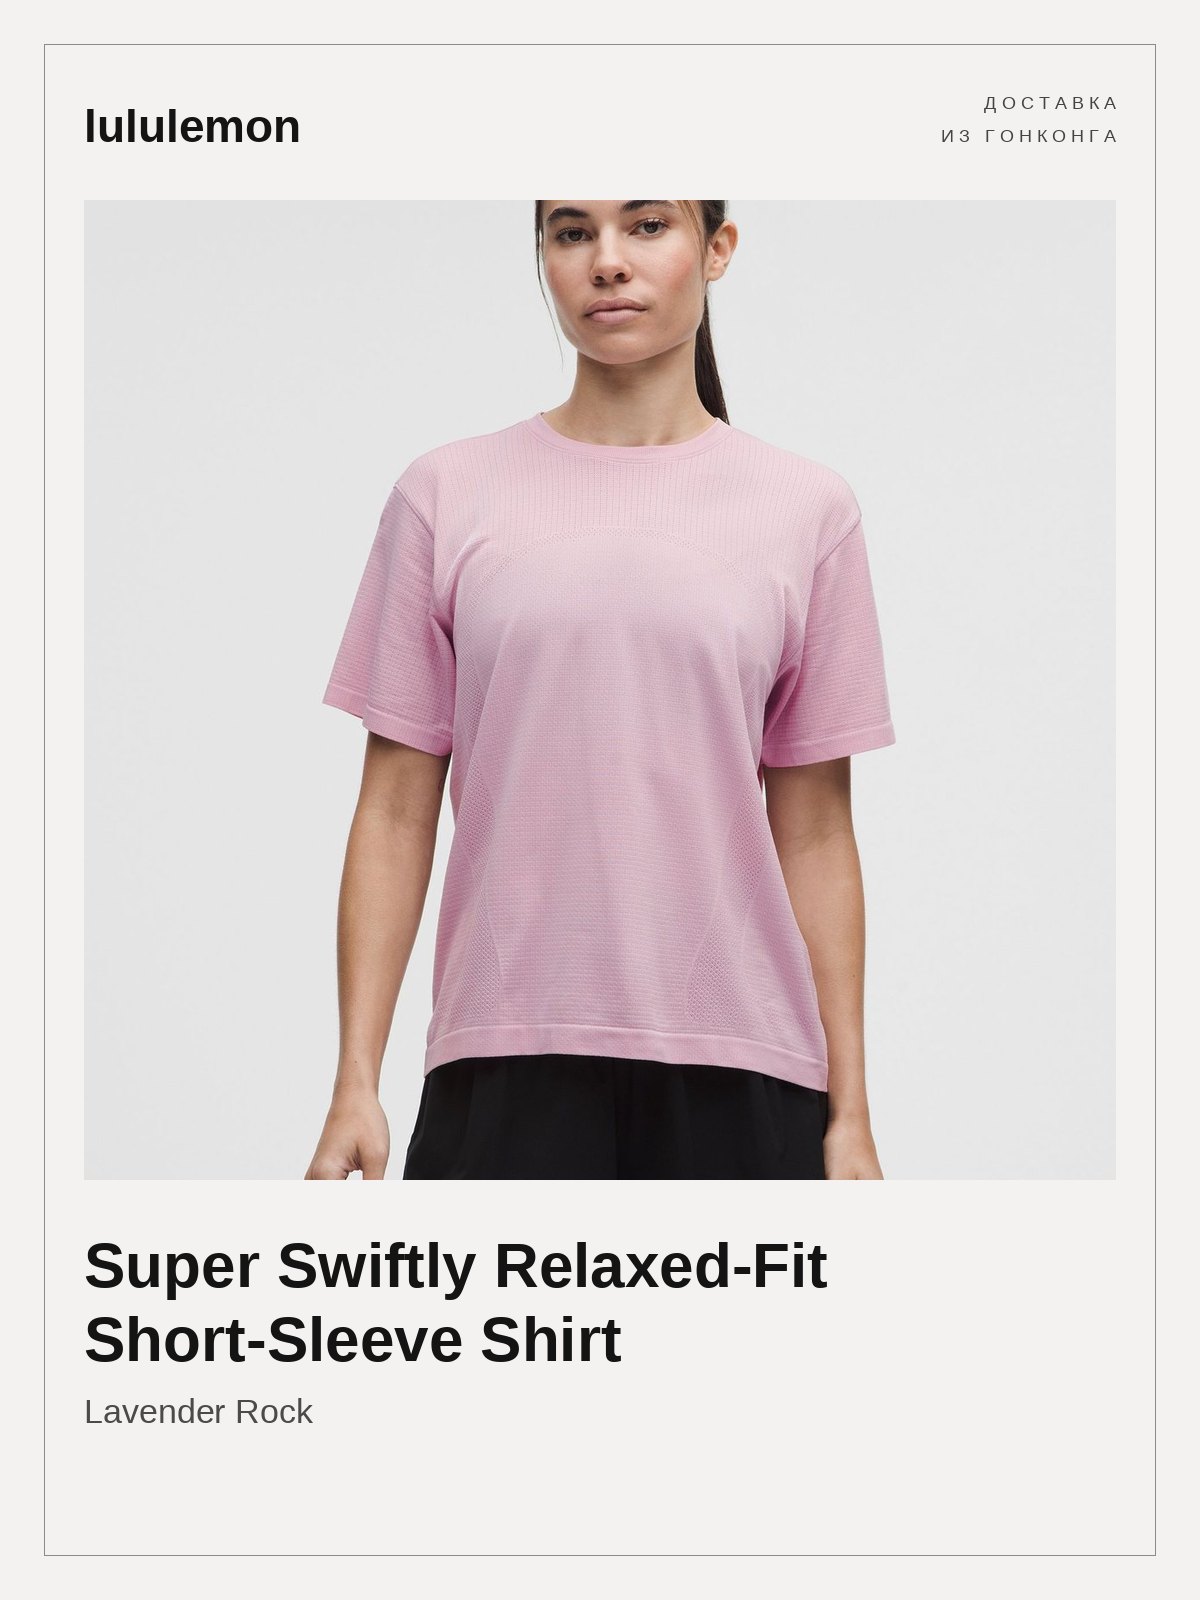 lululemon
ДОСТАВКА
ИЗ ГОНКОНГА
Super Swiftly Relaxed-Fit
Short-Sleeve Shirt
Lavender Rock